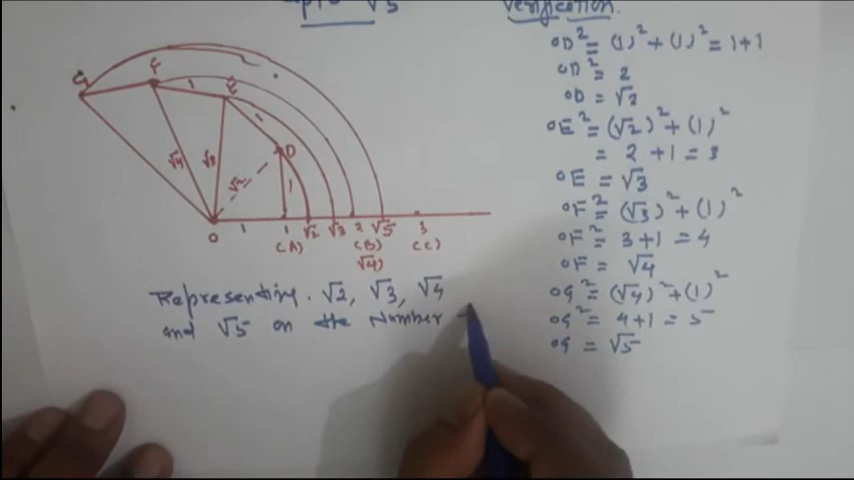 upto √5
Verification.
OD² = (1)² + (1)² = 1+1
OD² = 2
OD = √2
OE² = (√2)² + (1)²
= 2 + 1 = 3
OE = √3
OF² = (√3)² + (1)²
OF² = 3+1 = 4
OF = √4
OG² = (√4)² + (1)²
OG² = 4+1 = 5
OG = √5
G F 1 E 1 D
√4 √3 √2 1
O 1 1 √2 √3 2 √5 3
(A) (B) (C)
√4)
Representing. √2, √3, √4
and √5 on the Number